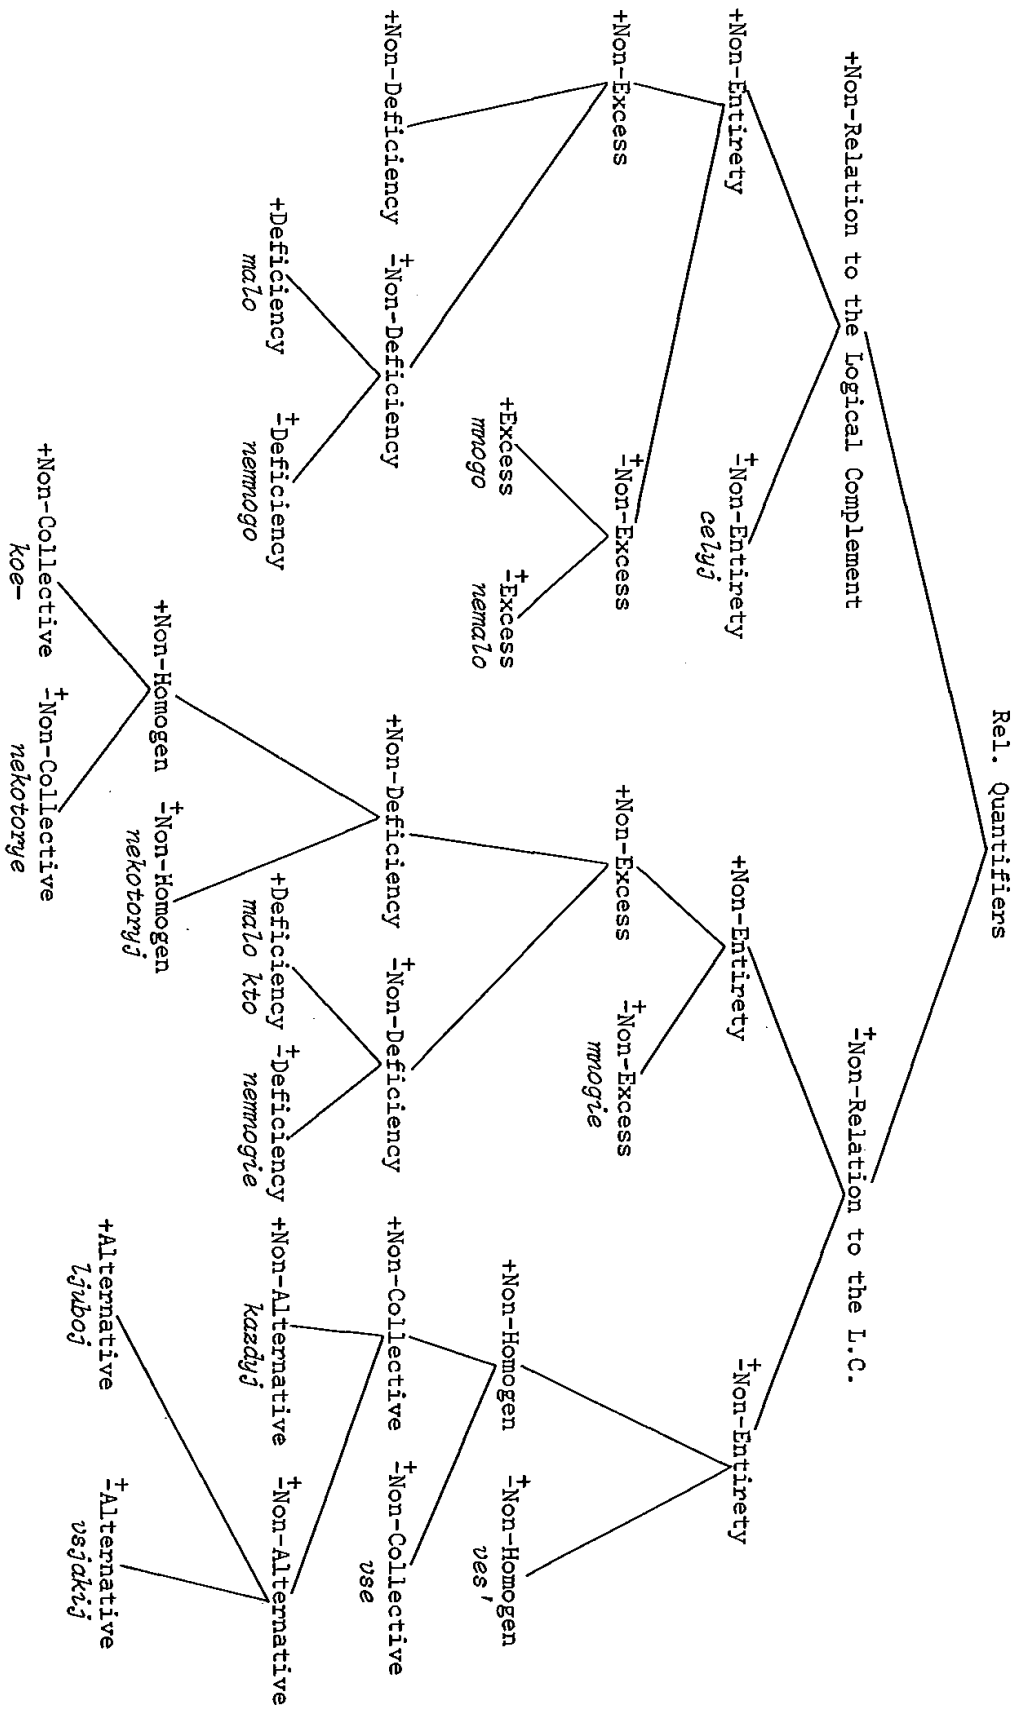 Rel. Quantifiers
+Non-Relation to the Logical Complement
±Non-Relation to the L.C.
+Non-Entirety
±Non-Entirety
celyj
+Non-Entirety
±Non-Entirety
+Non-Excess
±Non-Excess
+Non-Excess
±Non-Excess
mnogie
+Excess
mnogo
±Excess
nemalo
+Non-Homogen
±Non-Homogen
ves'
+Non-Deficiency
±Non-Deficiency
+Non-Deficiency
±Non-Deficiency
+Non-Collective
±Non-Collective
vse
+Deficiency
malo
±Deficiency
nemnogo
+Deficiency
malo kto
±Deficiency
nemnogie
+Non-Alternative
kazdyj
±Non-Alternative
+Non-Homogen
±Non-Homogen
nekotoryj
+Alternative
ljuboj
±Alternative
vsjakij
+Non-Collective
koe-
±Non-Collective
nekotorye